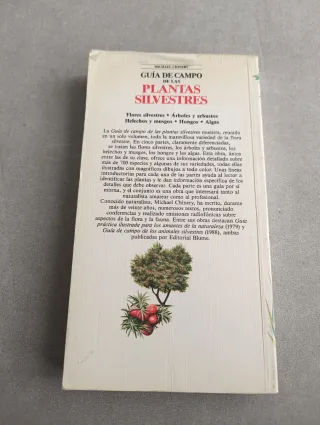 MICHAEL CHINERY
GUÍA DE CAMPO
DE LAS
PLANTAS
SILVESTRES
Flores silvestres • Árboles y arbustos
Helechos y musgos • Hongos • Algas
La Guía de campo de las plantas silvestres muestra, reunida
en un solo volumen, toda la maravillosa variedad de la flora
silvestre. En cinco partes, claramente diferenciadas,
se tratan las flores silvestres, los árboles y arbustos, los
helechos y musgos, los hongos y las algas. Esta obra, única
entre las de su clase, ofrece una información detallada sobre
más de 700 especies y algunas de sus variedades, todas ellas
ilustradas con magníficos dibujos a todo color. Unas líneas
introductorias para cada una de las partes ayuda al lector a
identificar las plantas y le dan información específica de los
detalles que debe observar. Cada parte es una guía por sí
misma, y el conjunto es una obra que interesará tanto al
naturalista amateur como al profesional.
Conocido naturalista, Michael Chinery, ha escrito, durante
más de veinte años, numerosos textos, pronunciado
conferencias y realizado emisiones radiofónicas sobre
aspectos de la flora y la fauna. Entre sus obras destacan Guía
práctica ilustrada para los amantes de la naturaleza (1979) y
Guía de campo de los animales silvestres (1988), ambas
publicadas por Editorial Blume.